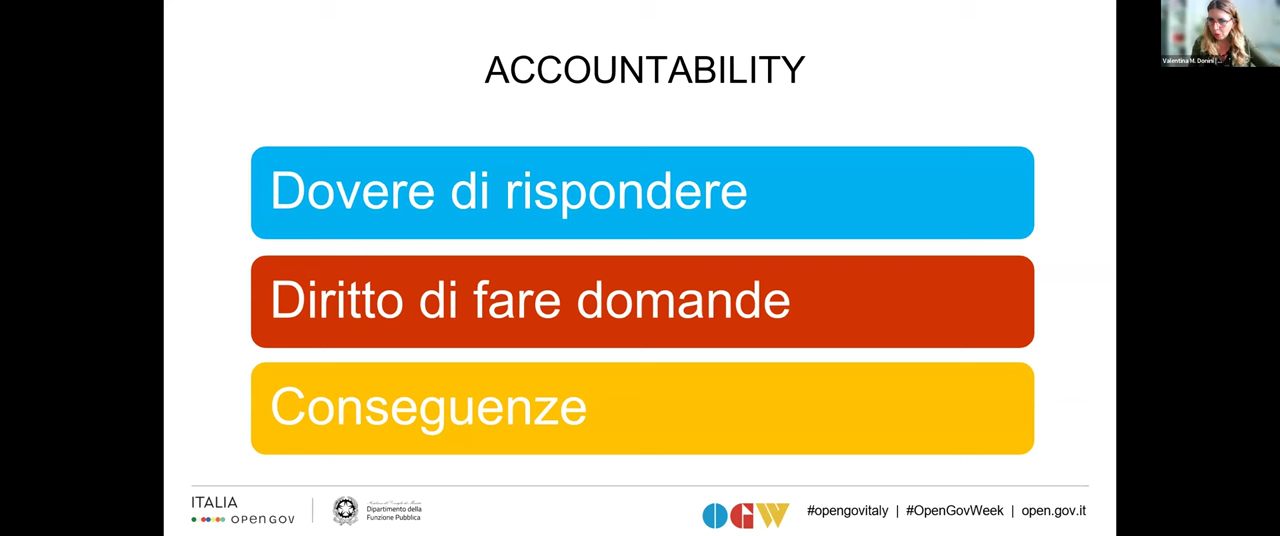 ACCOUNTABILITY
Valentina M. Donini |
Dovere di rispondere
Diritto di fare domande
Conseguenze
ITALIA
OPEN GOV
Dipartimento della
Funzione Pubblica
OGW
#opengovitaly | #OpenGovWeek | open.gov.it